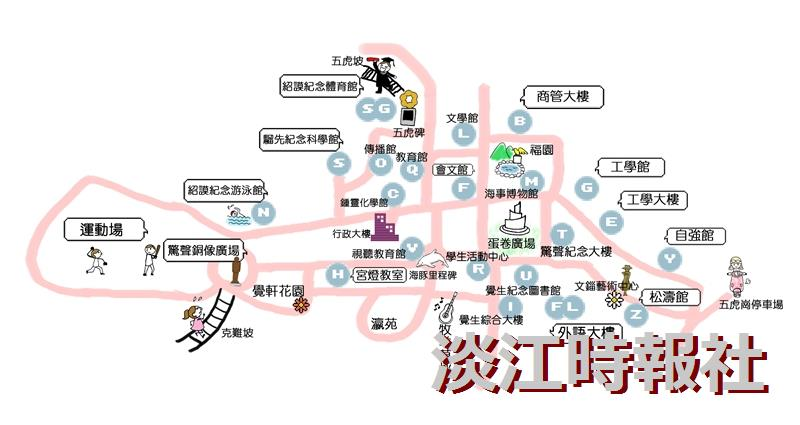 五虎坡
紹謨紀念體育館
商管大樓
SG
五虎碑
文學館
B
L
騮先紀念科學館
傳播館
教育館
福園
S
O
Q
會文館
工學館
紹謨紀念游泳館
C
F
海事博物館
M
G
工學大樓
鍾靈化學館
N
運動場
行政大樓
蛋卷廣場
T
E
自強館
驚聲銅像廣場
視聽教育館
V
學生活動中心
驚聲紀念大樓
Y
H
宮燈教室
海豚里程碑
R
U
覺軒花園
覺生紀念圖書館
文錙藝術中心
松濤館
五虎崗停車場
I
FL
Z
克難坡
瀛苑
牧
覺生綜合大樓
外語大樓
淡江時報社